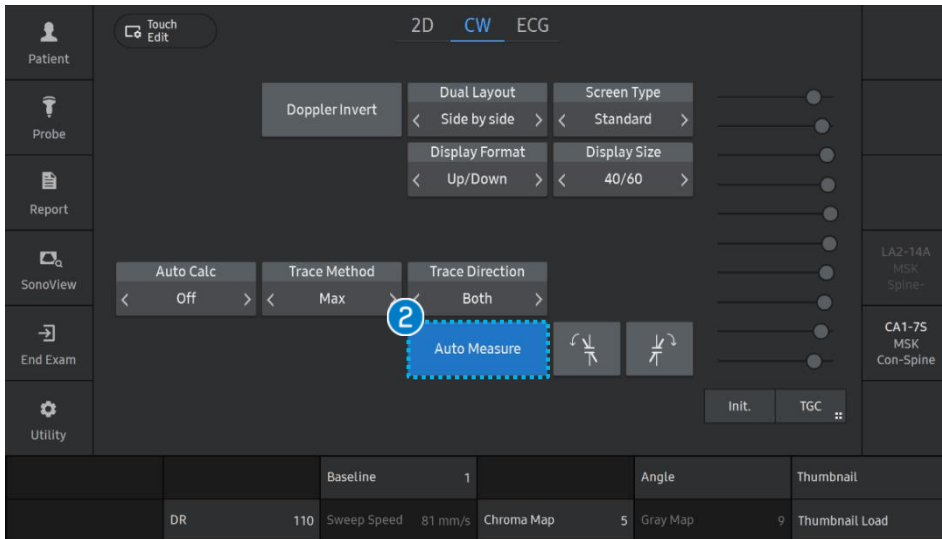 Patient
Probe
Report
SonoView
End Exam
Utility
Touch
Edit
2D CW ECG
Doppler Invert
Dual Layout
< Side by side >
Screen Type
< Standard >
Display Format
< Up/Down >
Display Size
< 40/60 >
Auto Calc
< Off >
Trace Method
< Max >
Trace Direction
< Both >
2
Auto Measure
Init.
TGC
LA2-14A
MSK
Spine-
CA1-7S
MSK
Con-Spine
Baseline 1
Angle
Thumbnail
DR 110
Sweep Speed 81 mm/s
Chroma Map 5
Gray Map 9
Thumbnail Load